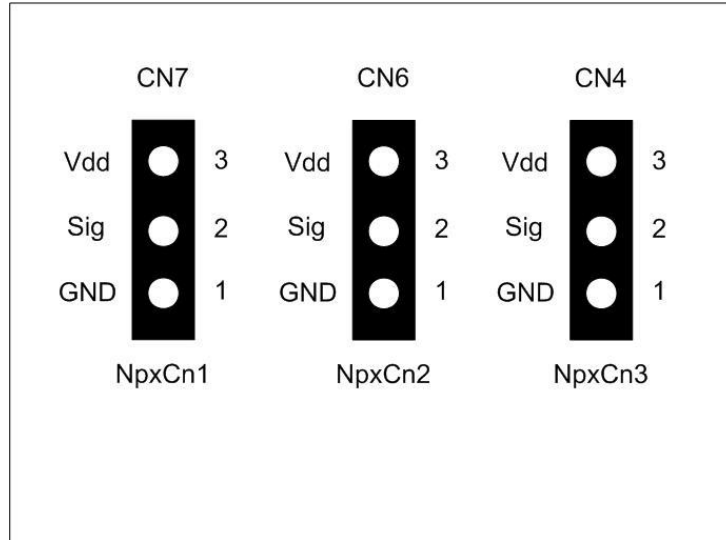 CN7 CN6 CN4
Vdd 3 Vdd 3 Vdd 3
Sig 2 Sig 2 Sig 2
GND 1 GND 1 GND 1
NpxCn1 NpxCn2 NpxCn3